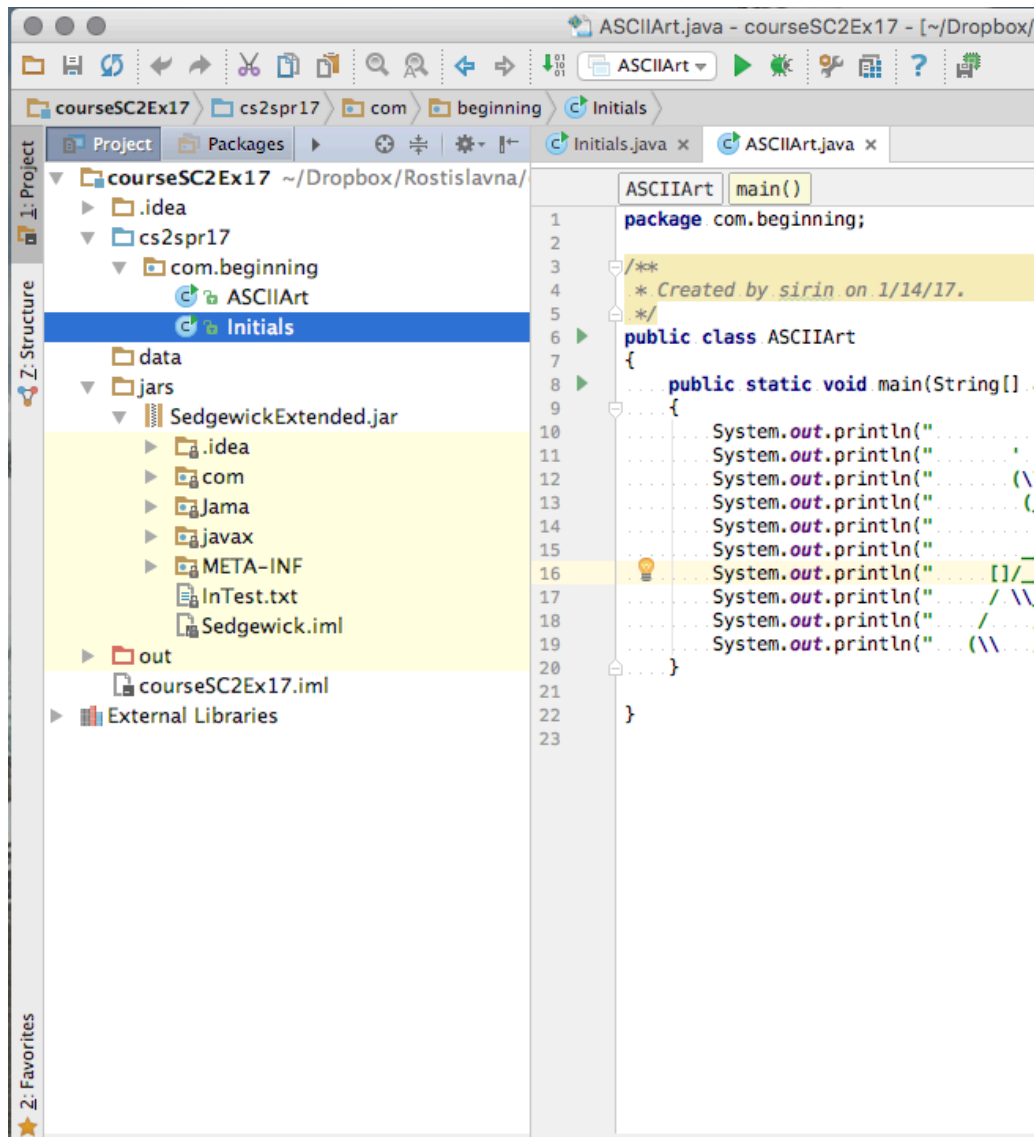 ASCIIArt.java - courseSC2Ex17 - [~/Dropbox/
ASCIIArt
courseSC2Ex17 cs2spr17 com beginning Initials
1: Project
Z: Structure
2: Favorites
Project Packages
courseSC2Ex17 ~/Dropbox/Rostislavna/
.idea
cs2spr17
com.beginning
ASCIIArt
Initials
data
jars
SedgewickExtended.jar
.idea
com
Jama
javax
META-INF
InTest.txt
Sedgewick.iml
out
courseSC2Ex17.iml
External Libraries
Initials.java × ASCIIArt.java ×
ASCIIArt main()
1 package com.beginning;
2
3 /**
4 * Created by sirin on 1/14/17.
5 */
6 public class ASCIIArt
7 {
8 public static void main(String[]
9 {
10 System.out.println("
11 System.out.println("       '
12 System.out.println("       (\
13 System.out.println("        (_
14 System.out.println("
15 System.out.println("        __
16 System.out.println("     []/__
17 System.out.println("     / \\
18 System.out.println("    /
19 System.out.println("   (\\
20 }
21
22 }
23